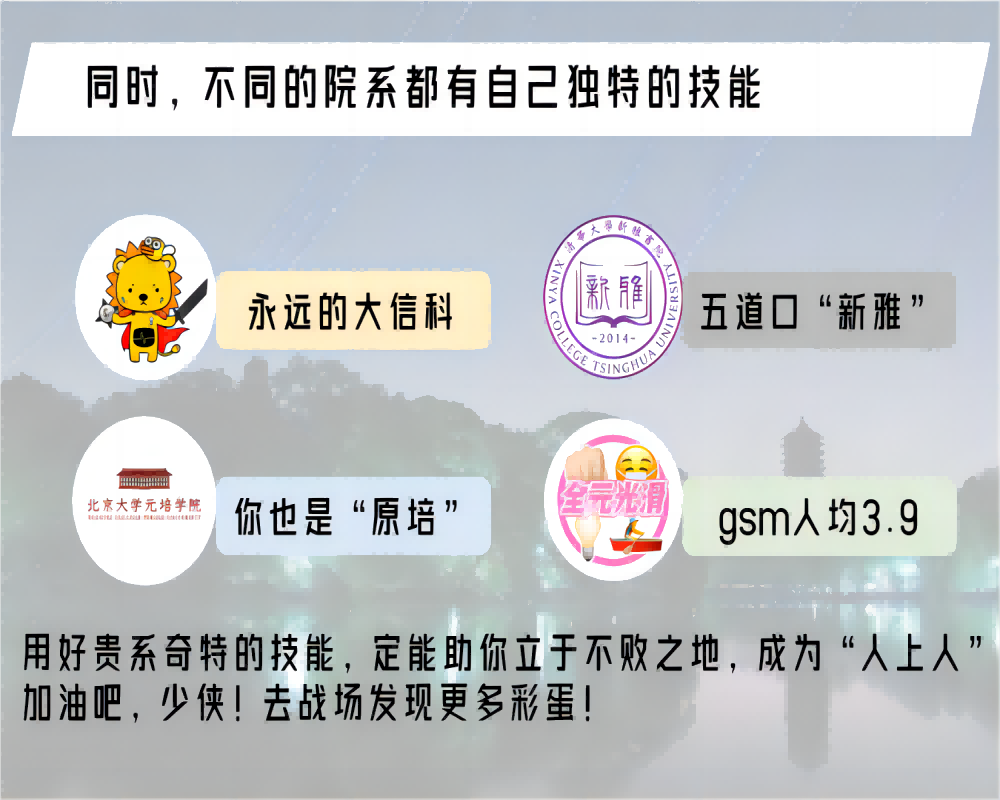 同时，不同的院系都有自己独特的技能
永远的大信科
清華大學新雅書院
新雅
-2014-
XINYA COLLEGE TSINGHUA UNIVERSITY
五道口“新雅”
北京大学元培学院
你也是“原培”
全元光滑
gsm人均3.9
用好贵系奇特的技能，定能助你立于不败之地，成为“人上人”
加油吧，少侠！去战场发现更多彩蛋！